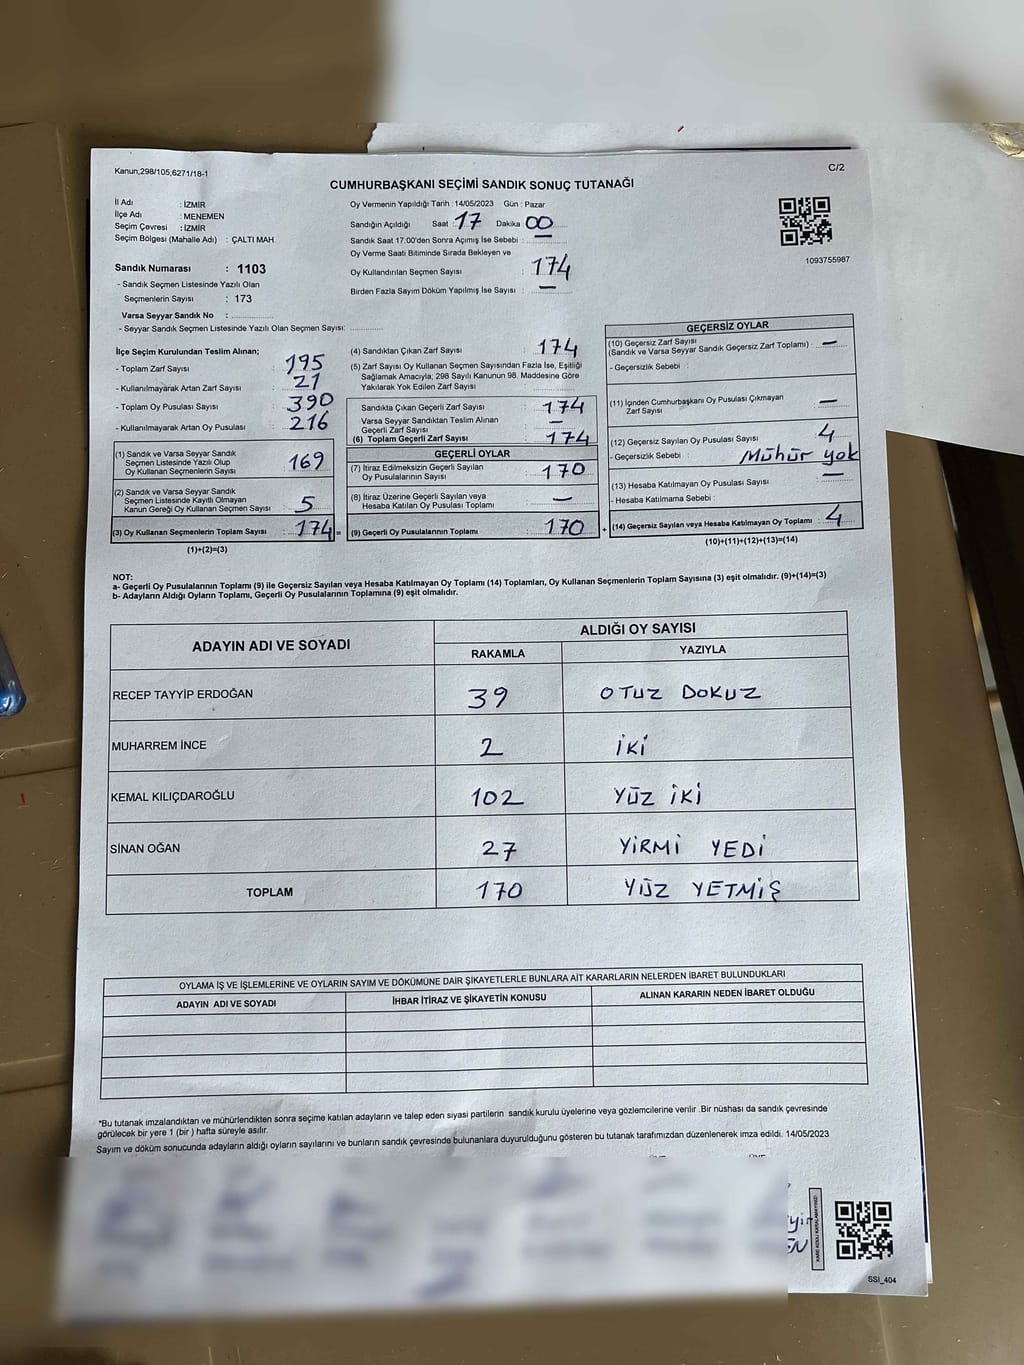 Kanun,298/105,6271/18-1
C/2
CUMHURBAŞKANI SEÇİMİ SANDIK SONUÇ TUTANAĞI
İl Adı : İZMİR
İlçe Adı : MENEMEN
Seçim Çevresi : İZMİR
Seçim Bölgesi (Mahalle Adı) : ÇALTI MAH.
Sandık Numarası : 1103
- Sandık Seçmen Listesinde Yazılı Olan
Seçmenlerin Sayısı : 173
Varsa Seyyar Sandık No : ................
- Seyyar Sandık Seçmen Listesinde Yazılı Olan Seçmen Sayısı: .............
Oy Vermenin Yapıldığı Tarih :14/05/2023 Gün : Pazar
Sandığın Açıldığı Saat : 17 Dakika : 00
Sandık Saat 17.00'den Sonra Açımış İse Sebebi : —
Oy Verme Saati Bitiminde Sırada Bekleyen ve
Oy Kullandırılan Seçmen Sayısı : 174
Birden Fazla Sayım Döküm Yapılmış İse Sayısı : —
1093755987
İlçe Seçim Kurulundan Teslim Alınan;
- Toplam Zarf Sayısı : 195
- Kullanılmayarak Artan Zarf Sayısı : 21
- Toplam Oy Pusulası Sayısı : 390
- Kullanılmayarak Artan Oy Pusulası : 216
(1) Sandık ve Varsa Seyyar Sandık
Seçmen Listesinde Yazılı Olup
Oy Kullanan Seçmenlerin Sayısı : 169
(2) Sandık ve Varsa Seyyar Sandık
Seçmen Listesinde Kayıtlı Olmayan
Kanun Gereği Oy Kullanan Seçmen Sayısı : 5
(3) Oy Kullanan Seçmenlerin Toplam Sayısı : 174 =
(1)+(2)=(3)
(4) Sandıktan Çıkan Zarf Sayısı : 174
(5) Zarf Sayısı Oy Kullanan Seçmen Sayısından Fazla İse, Eşitliği
Sağlamak Amacıyla; 298 Sayılı Kanunun 98. Maddesine Göre
Yakılarak Yok Edilen Zarf Sayısı :
Sandıkta Çıkan Geçerli Zarf Sayısı : 174
Varsa Seyyar Sandıktan Teslim Alınan
Geçerli Zarf Sayısı : —
(6) Toplam Geçerli Zarf Sayısı : 174
GEÇERLİ OYLAR
(7) İtiraz Edilmeksizin Geçerli Sayılan
Oy Pusulasının Sayısı : 170
(8) İtiraz Üzerine Geçerli Sayılan veya
Hesaba Katılan Oy Pusulası Toplamı : —
(9) Geçerli Oy Pusulalarının Toplamı : 170 +
GEÇERSİZ OYLAR
(10) Geçersiz Zarf Sayısı
(Sandık ve Varsa Seyyar Sandık Geçersiz Zarf Toplamı) : —
- Geçersizlik Sebebi :
(11) İçinden Cumhurbaşkanı Oy Pusulası Çıkmayan
Zarf Sayısı : —
(12) Geçersiz Sayılan Oy Pusulası Sayısı : 4
- Geçersizlik Sebebi : Mühür yok
(13) Hesaba Katılmayan Oy Pusulası Sayısı : —
- Hesaba Katılmama Sebebi :
(14) Geçersiz Sayılan veya Hesaba Katılmayan Oy Toplamı : 4
(10)+(11)+(12)+(13)=(14)
NOT:
a- Geçerli Oy Pusulalarının Toplamı (9) ile Geçersiz Sayılan veya Hesaba Katılmayan Oy Toplamı (14) Toplamları, Oy Kullanan Seçmenlerin Toplam Sayısına (3) eşit olmalıdır. (9)+(14)=(3)
b- Adayların Aldığı Oyların Toplamı, Geçerli Oy Pusulalarının Toplamına (9) eşit olmalıdır.
ADAYIN ADI VE SOYADI
ALDIĞI OY SAYISI
RAKAMLA YAZIYLA
RECEP TAYYİP ERDOĞAN 39 OTUZ DOKUZ
MUHARREM İNCE 2 İKİ
KEMAL KILIÇDAROĞLU 102 YÜZ İKİ
SİNAN OĞAN 27 YİRMİ YEDİ
TOPLAM 170 YÜZ YETMİŞ
OYLAMA İŞ VE İŞLEMLERİNE VE OYLARIN SAYIM VE DÖKÜMÜNE DAİR ŞİKAYETLERLE BUNLARA AİT KARARLARIN NELERDEN İBARET BULUNDUKLARI
ADAYIN ADI VE SOYADI İHBAR İTİRAZ VE ŞİKAYETİN KONUSU ALINAN KARARIN NEDEN İBARET OLDUĞU
*Bu tutanak imzalandıktan ve mühürlendikten sonra seçime katılan adayların ve talep eden siyasi partilerin sandık kurulu üyelerine veya gözlemcilerine verilir .Bir nüshası da sandık çevresinde
görülecek bir yere 1 (bir ) hafta süreyle asılır.
Sayım ve döküm sonucunda adayların aldığı oyların sayılarını ve bunların sandık çevresinde bulunanlara duyurulduğunu gösteren bu tutanak tarafımızdan düzenlenerek imza edildi. 14/05/2023
SSI_404